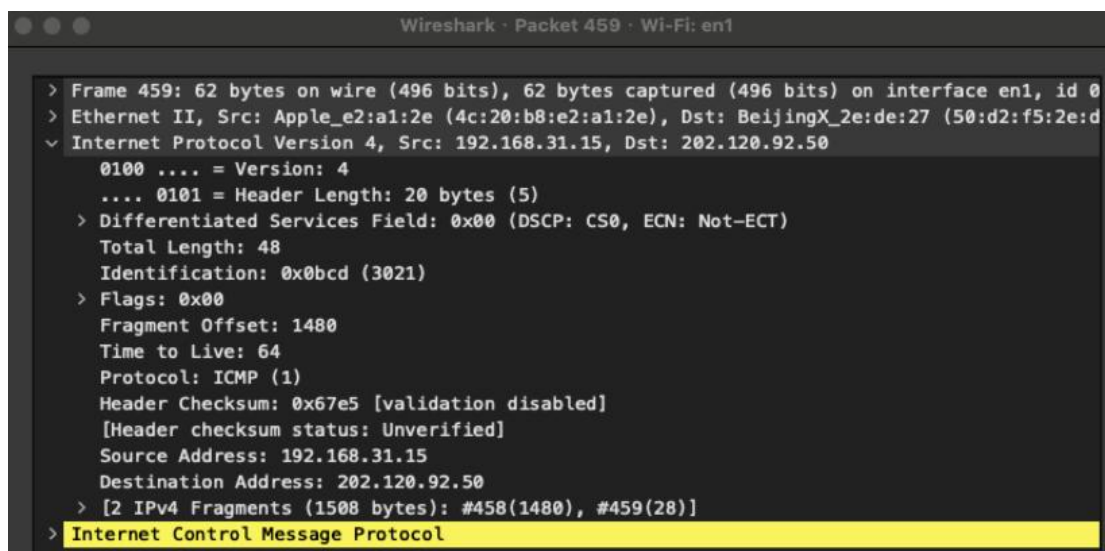 Wireshark · Packet 459 · Wi-Fi: en1
> Frame 459: 62 bytes on wire (496 bits), 62 bytes captured (496 bits) on interface en1, id 0
> Ethernet II, Src: Apple_e2:a1:2e (4c:20:b8:e2:a1:2e), Dst: BeijingX_2e:de:27 (50:d2:f5:2e:d
∨ Internet Protocol Version 4, Src: 192.168.31.15, Dst: 202.120.92.50
0100 .... = Version: 4
.... 0101 = Header Length: 20 bytes (5)
> Differentiated Services Field: 0x00 (DSCP: CS0, ECN: Not-ECT)
Total Length: 48
Identification: 0x0bcd (3021)
> Flags: 0x00
Fragment Offset: 1480
Time to Live: 64
Protocol: ICMP (1)
Header Checksum: 0x67e5 [validation disabled]
[Header checksum status: Unverified]
Source Address: 192.168.31.15
Destination Address: 202.120.92.50
> [2 IPv4 Fragments (1508 bytes): #458(1480), #459(28)]
> Internet Control Message Protocol